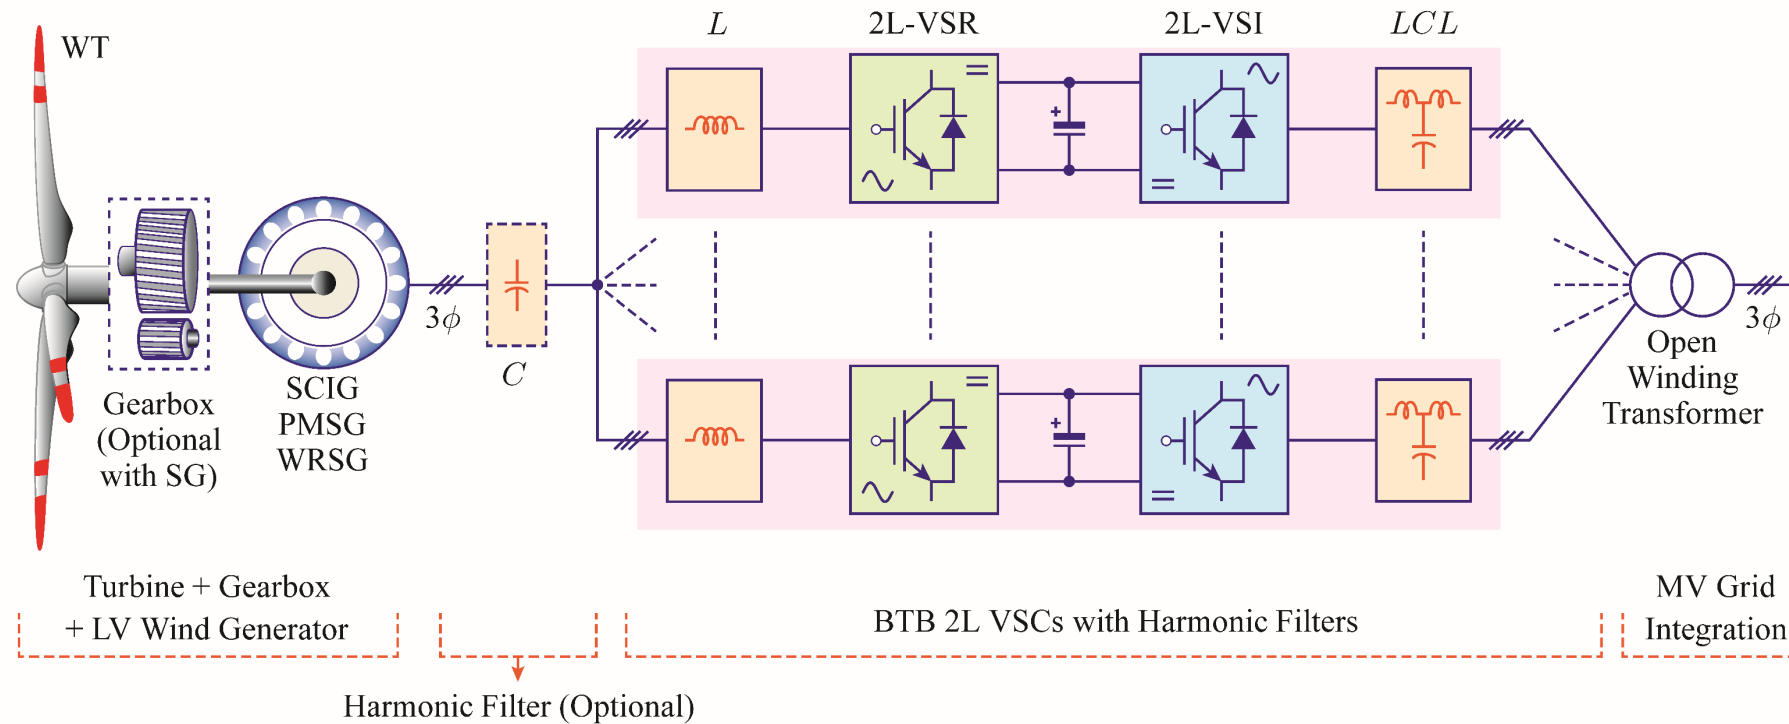 WT
L
2L-VSR
2L-VSI
LCL
3ϕ
C
Gearbox
(Optional
with SG)
SCIG
PMSG
WRSG
Open
Winding
Transformer
3ϕ
Turbine + Gearbox
+ LV Wind Generator
Harmonic Filter (Optional)
BTB 2L VSCs with Harmonic Filters
MV Grid
Integration